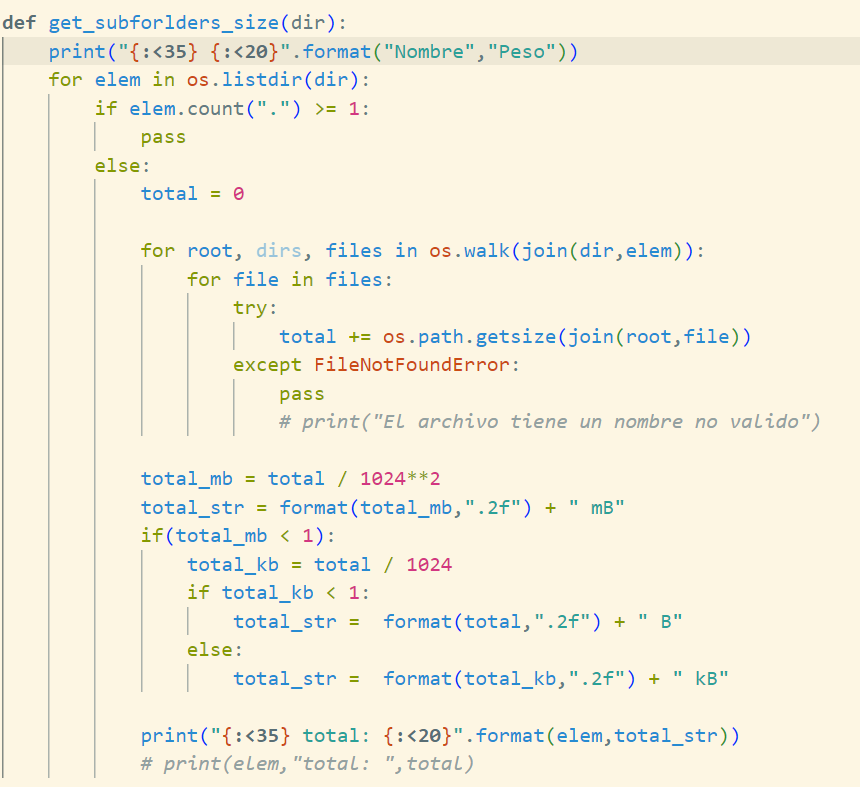 def get_subforlders_size(dir):
    print("{:<35} {:<20}".format("Nombre","Peso"))
    for elem in os.listdir(dir):
        if elem.count(".") >= 1:
            pass
        else:
            total = 0

            for root, dirs, files in os.walk(join(dir,elem)):
                for file in files:
                    try:
                        total += os.path.getsize(join(root,file))
                    except FileNotFoundError:
                        pass
                        # print("El archivo tiene un nombre no valido")

            total_mb = total / 1024**2
            total_str = format(total_mb,".2f") + " mB"
            if(total_mb < 1):
                total_kb = total / 1024
                if total_kb < 1:
                    total_str =  format(total,".2f") + " B"
                else:
                    total_str =  format(total_kb,".2f") + " kB"

            print("{:<35} total: {:<20}".format(elem,total_str))
            # print(elem,"total: ",total)